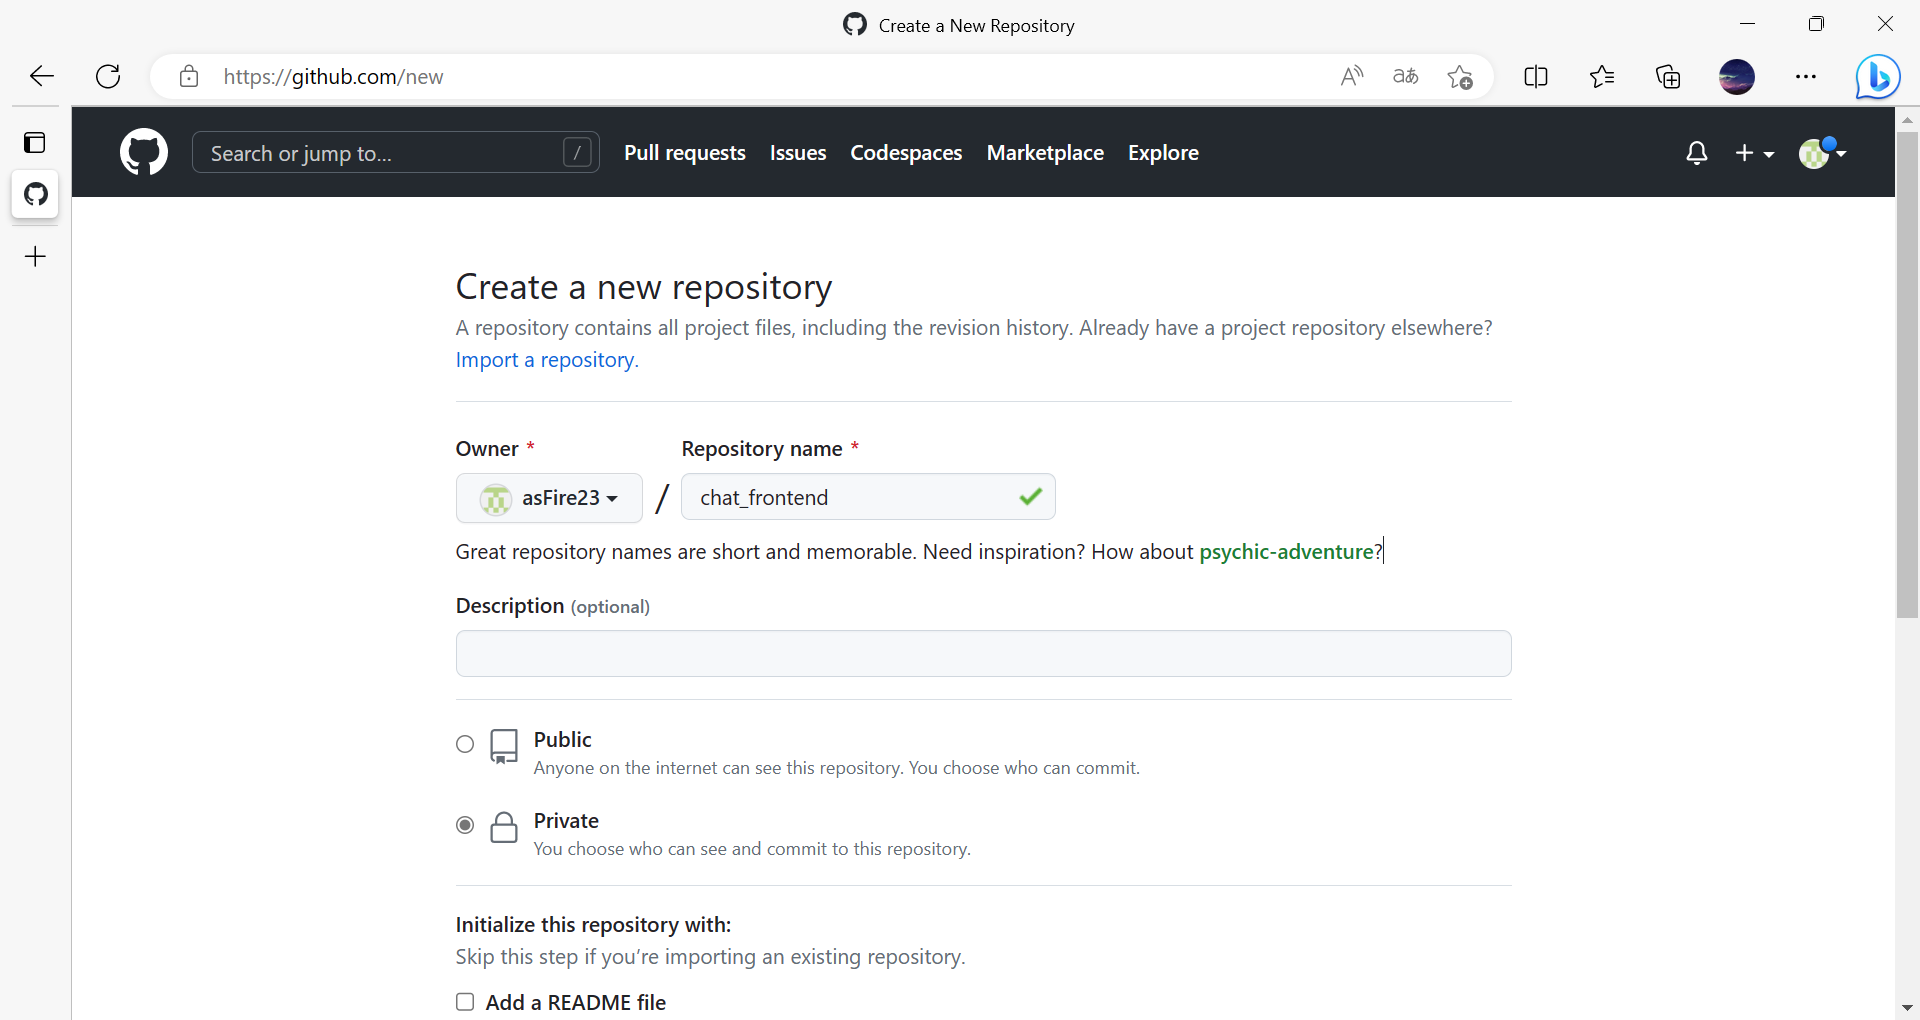 Create a New Repository
https://github.com/new
A
aあ
Search or jump to...
/
Pull requests
Issues
Codespaces
Marketplace
Explore
Create a new repository
A repository contains all project files, including the revision history. Already have a project repository elsewhere?
Import a repository.
Owner *
Repository name *
asFire23
/
chat_frontend
Great repository names are short and memorable. Need inspiration? How about psychic-adventure?
Description (optional)
Public
Anyone on the internet can see this repository. You choose who can commit.
Private
You choose who can see and commit to this repository.
Initialize this repository with:
Skip this step if you're importing an existing repository.
Add a README file